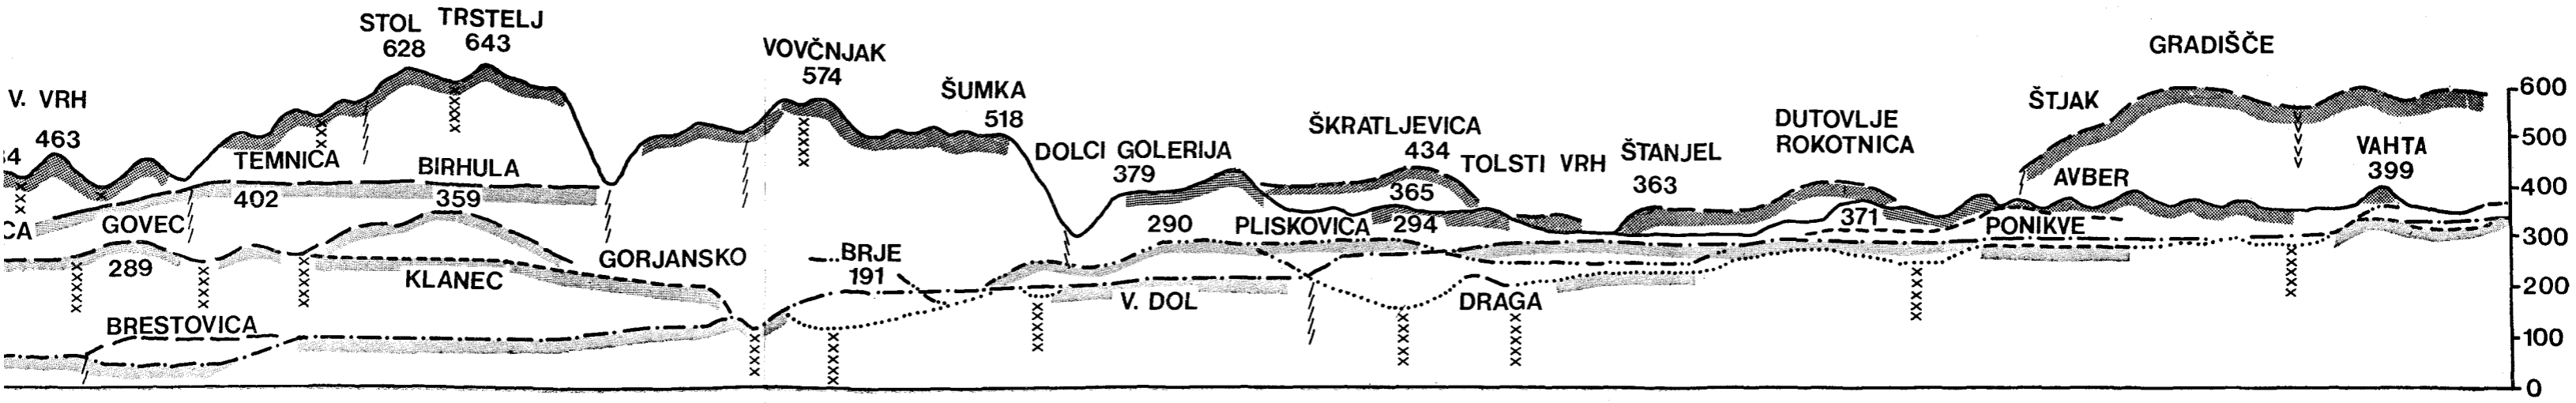 V. VRH
463
34
STOL
628
TRSTELJ
643
TEMNICA
402
BIRHULA
359
CA
GOVEC
289
KLANEC
BRESTOVICA
GORJANSKO
VOVČNJAK
574
ŠUMKA
518
BRJE
191
DOLCI
GOLERIJA
379
290
V. DOL
PLISKOVICA
ŠKRATLJEVICA
434
365
294
TOLSTI VRH
DRAGA
ŠTANJEL
363
DUTOVLJE
ROKOTNICA
371
PONIKVE
AVBER
ŠTJAK
GRADIŠČE
VAHTA
399
600
500
400
300
200
100
0